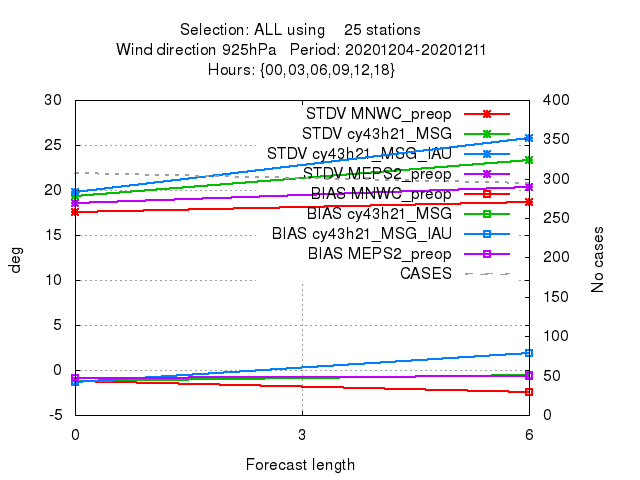 Selection: ALL using    25 stations
Wind direction 925hPa   Period: 20201204-20201211
Hours: {00,03,06,09,12,18}
30
25
20
15
10
5
0
-5
400
350
300
250
200
150
100
50
0
STDV MNWC_preop
STDV cy43h21_MSG
STDV cy43h21_MSG_IAU
STDV MEPS2_preop
BIAS MNWC_preop
BIAS cy43h21_MSG
BIAS cy43h21_MSG_IAU
BIAS MEPS2_preop
CASES
deg
No cases
0 3 6
Forecast length